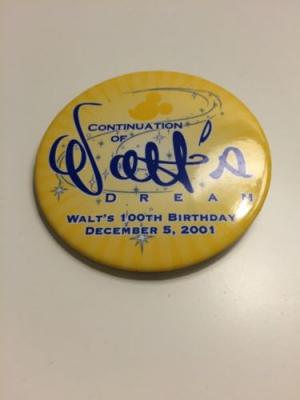 CONTINUATION
OF
Walt's
DREAM
WALT'S 100TH BIRTHDAY
DECEMBER 5, 2001